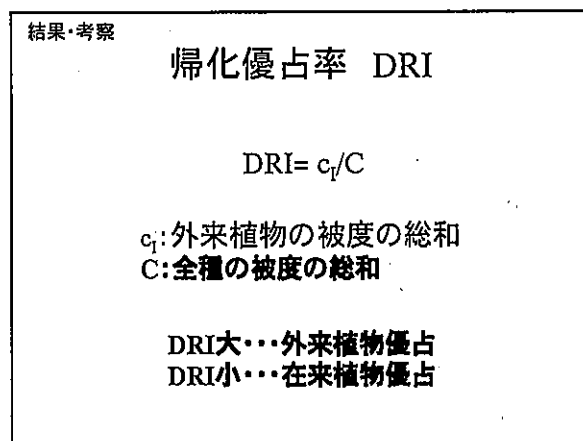 結果・考察
帰化優占率 DRI
DRI= cI/C
cI:外来植物の被度の総和
C:全種の被度の総和
DRI大・・・外来植物優占
DRI小・・・在来植物優占